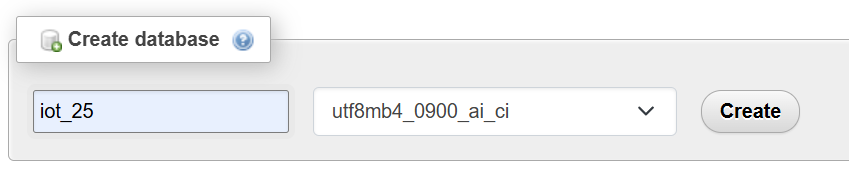 Create database
iot_25 utf8mb4_0900_ai_ci Create